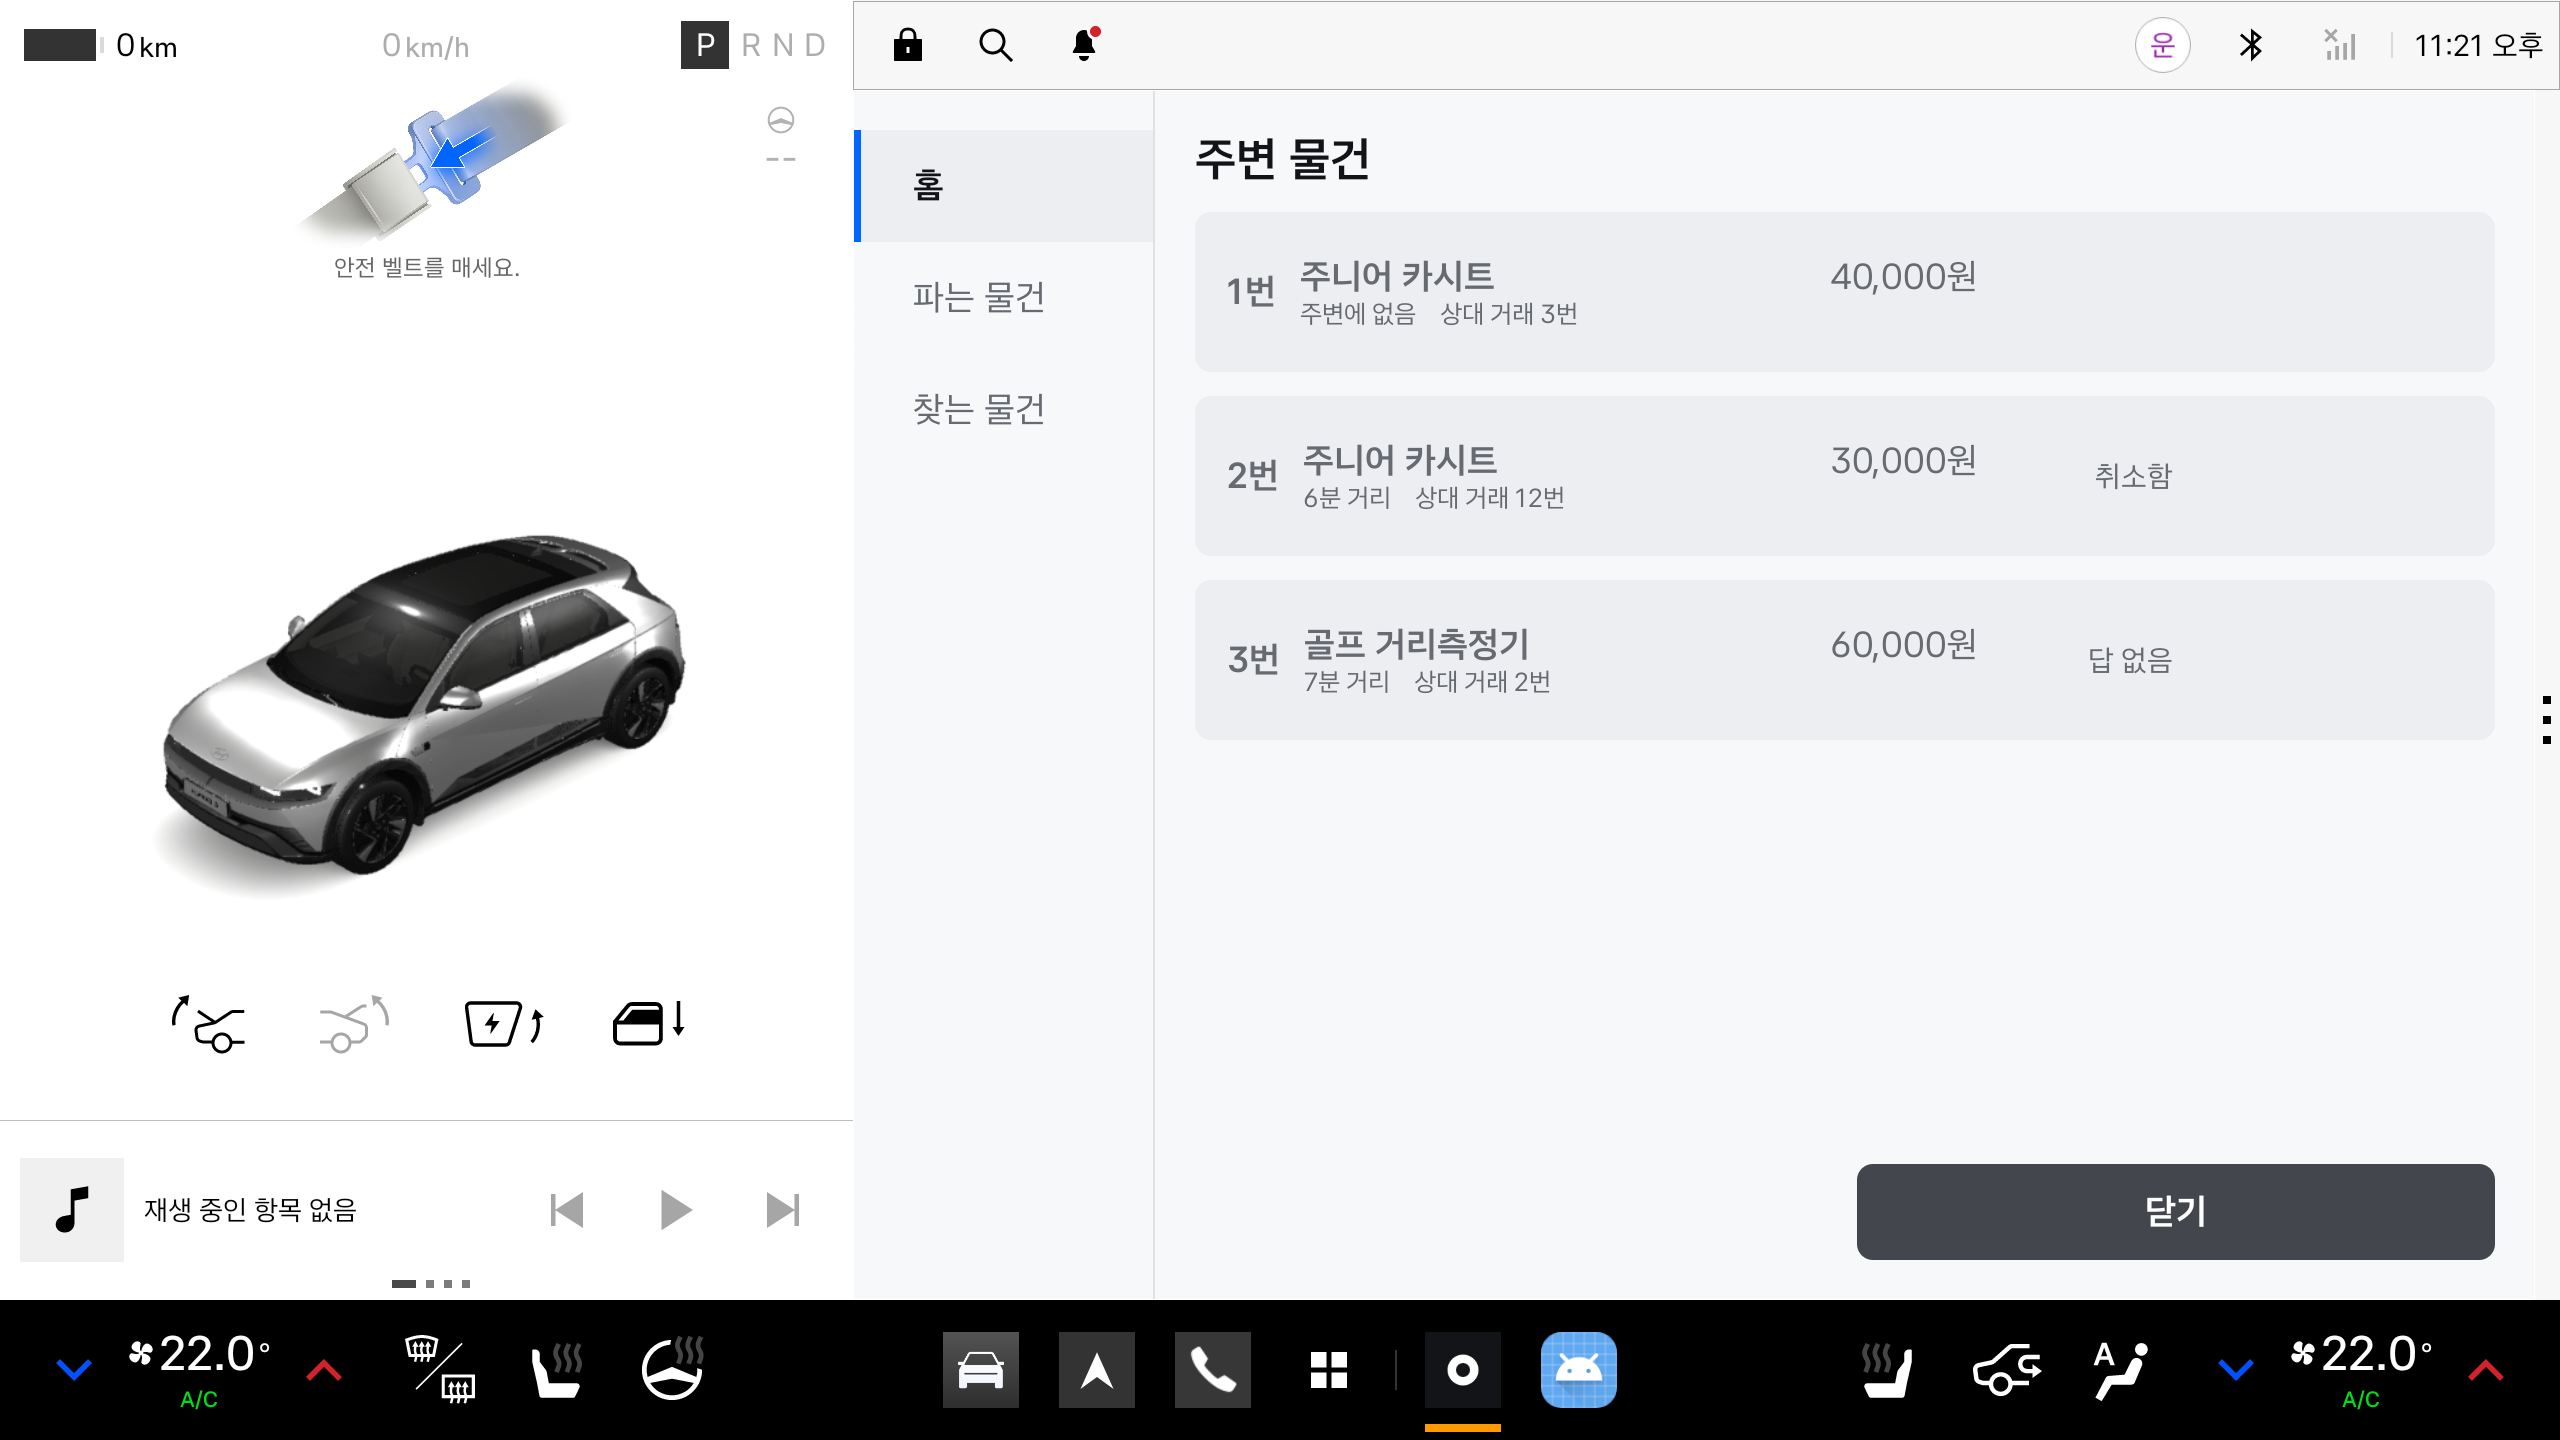 0 km
0 km/h
P R N D
11:21 오후
운
안전 벨트를 매세요.
홈
파는 물건
찾는 물건
주변 물건
1번
주니어 카시트
주변에 없음 상대 거래 3번
40,000원
2번
주니어 카시트
6분 거리 상대 거래 12번
30,000원
취소함
3번
골프 거리측정기
7분 거리 상대 거래 2번
60,000원
답 없음
닫기
재생 중인 항목 없음
22.0°
A/C
A
22.0°
A/C